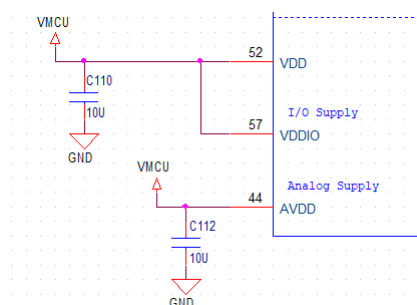 VMCU
52
VDD
C110
10U
I/O Supply
57
VDDIO
GND
VMCU
Analog Supply
44
AVDD
C112
10U
GND